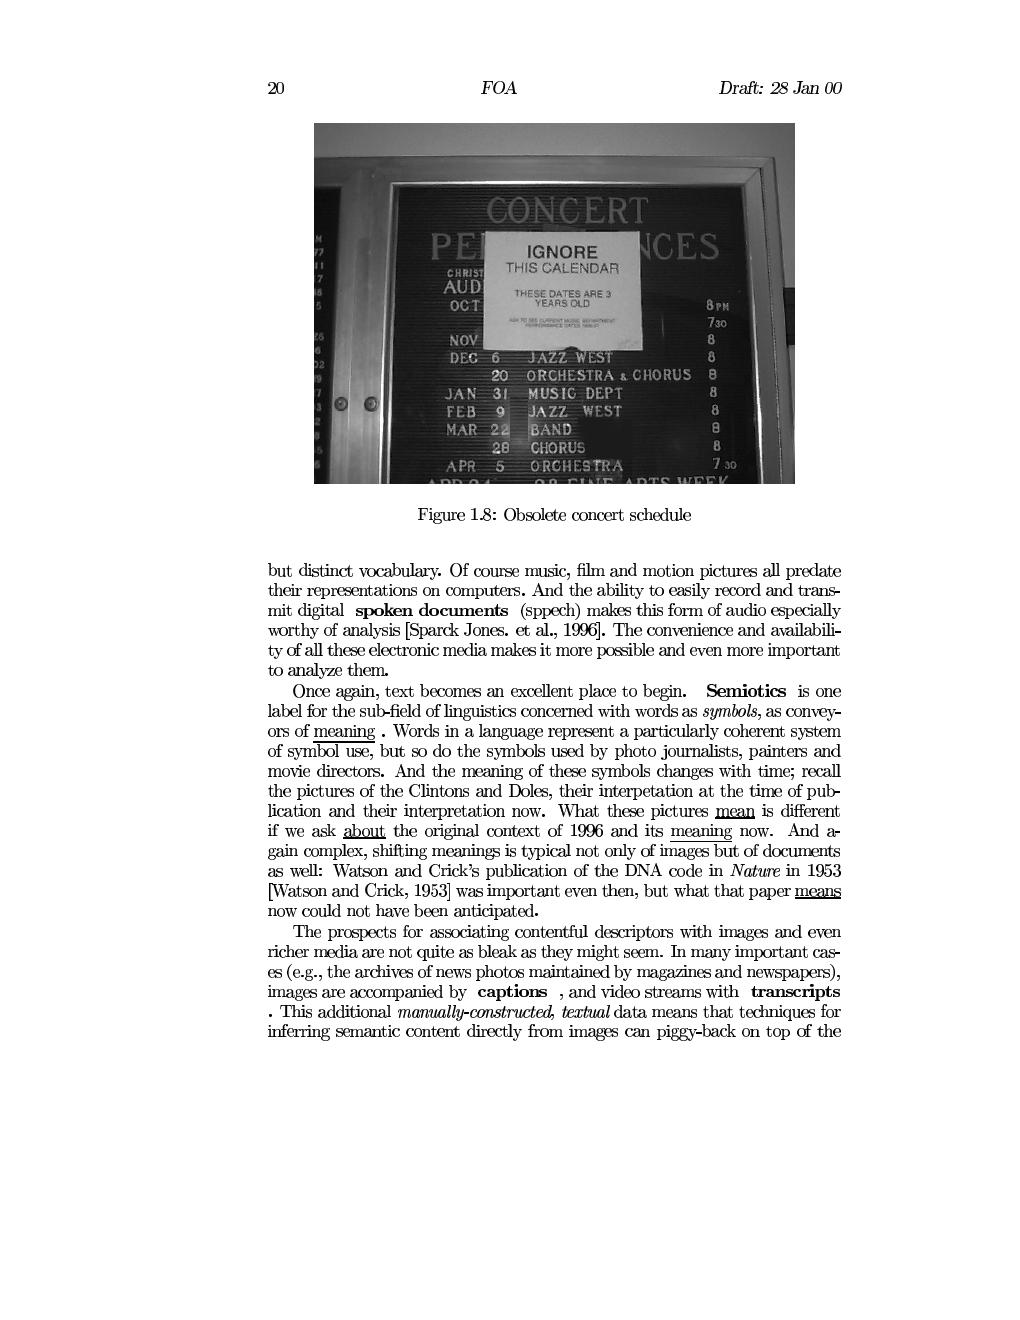 20 FOA Draft: 28 Jan 00
CONCERT
PE NCES
IGNORE
THIS CALENDAR
THESE DATES ARE 3
YEARS OLD
CHRIST
AUD
OCT 8 PM
7 30
NOV 8
DEC 6 JAZZ WEST 8
20 ORCHESTRA & CHORUS 8
JAN 31 MUSIC DEPT 8
FEB 9 JAZZ WEST 8
MAR 22 BAND 8
28 CHORUS 8
APR 5 ORCHESTRA 7 30
FINE ARTS WEEK
Figure 1.8: Obsolete concert schedule
but distinct vocabulary. Of course music, film and motion pictures all predate
their representations on computers. And the ability to easily record and trans-
mit digital spoken documents (sppech) makes this form of audio especially
worthy of analysis [Sparck Jones. et al., 1996]. The convenience and availabili-
ty of all these electronic media makes it more possible and even more important
to analyze them.
Once again, text becomes an excellent place to begin. Semiotics is one
label for the sub-field of linguistics concerned with words as symbols, as convey-
ors of meaning . Words in a language represent a particularly coherent system
of symbol use, but so do the symbols used by photo journalists, painters and
movie directors. And the meaning of these symbols changes with time; recall
the pictures of the Clintons and Doles, their interpetation at the time of pub-
lication and their interpretation now. What these pictures mean is different
if we ask about the original context of 1996 and its meaning now. And a-
gain complex, shifting meanings is typical not only of images but of documents
as well: Watson and Crick's publication of the DNA code in Nature in 1953
[Watson and Crick, 1953] was important even then, but what that paper means
now could not have been anticipated.
The prospects for associating contentful descriptors with images and even
richer media are not quite as bleak as they might seem. In many important cas-
es (e.g., the archives of news photos maintained by magazines and newspapers),
images are accompanied by captions , and video streams with transcripts
. This additional manually-constructed, textual data means that techniques for
inferring semantic content directly from images can piggy-back on top of the